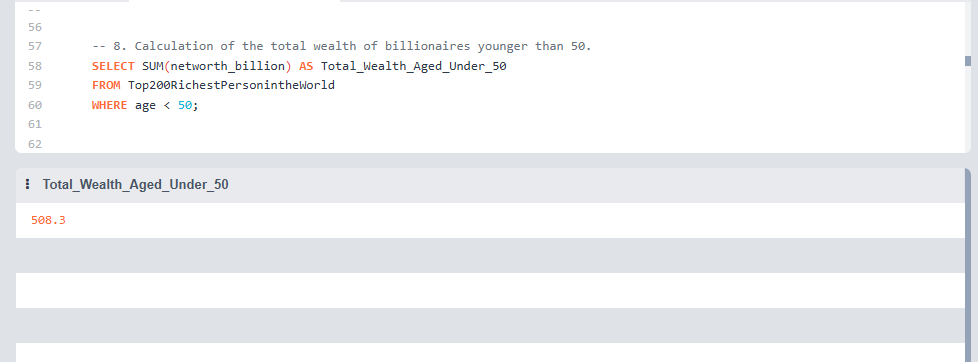 56
57 -- 8. Calculation of the total wealth of billionaires younger than 50.
58 SELECT SUM(networth_billion) AS Total_Wealth_Aged_Under_50
59 FROM Top200RichestPersonintheWorld
60 WHERE age < 50;
61
62
Total_Wealth_Aged_Under_50
508.3